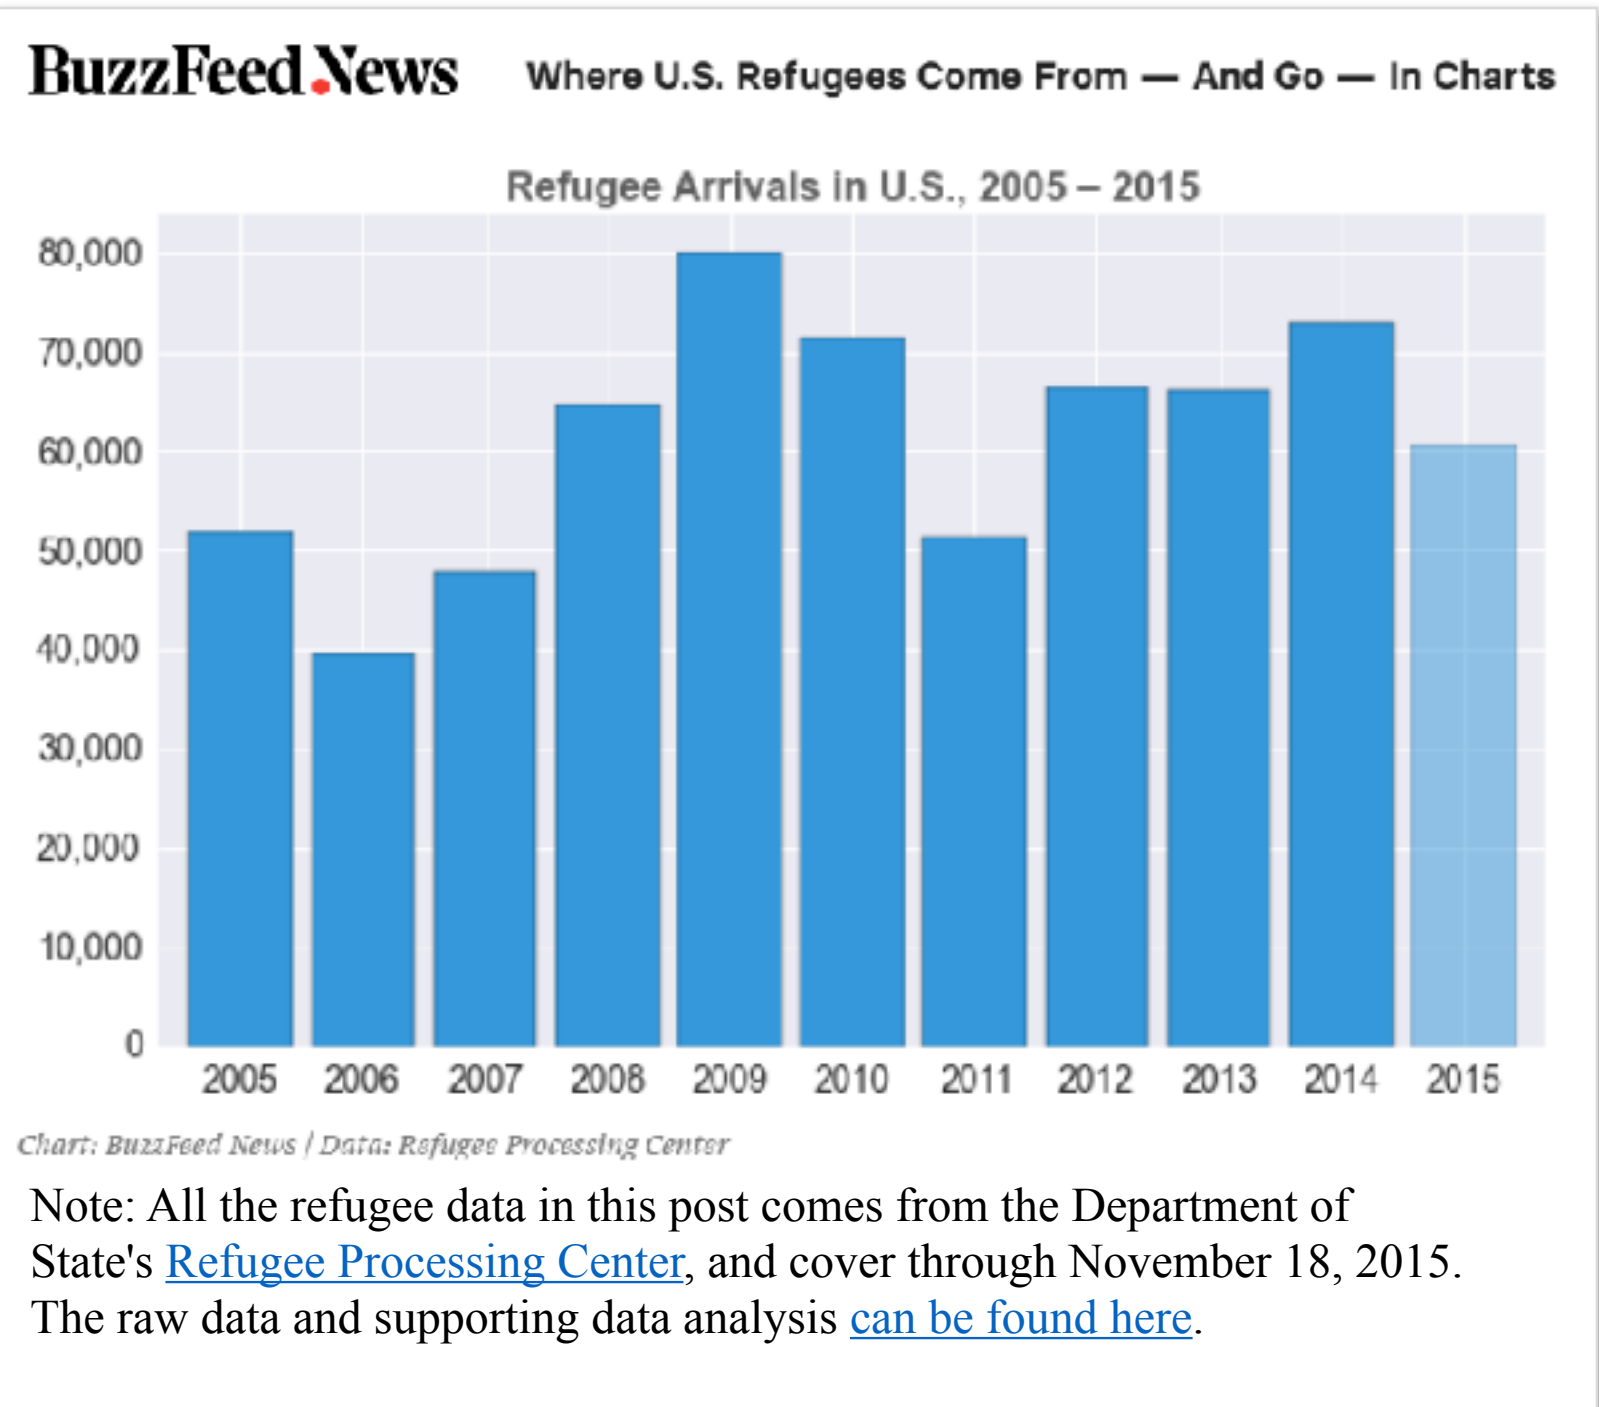 BuzzFeed News
Where U.S. Refugees Come From — And Go — In Charts
Refugee Arrivals in U.S., 2005 – 2015
80,000
70,000
60,000
50,000
40,000
30,000
20,000
10,000
0
2005 2006 2007 2008 2009 2010 2011 2012 2013 2014 2015
Chart: BuzzFeed News / Data: Refugee Processing Center
Note: All the refugee data in this post comes from the Department of
State's Refugee Processing Center, and cover through November 18, 2015.
The raw data and supporting data analysis can be found here.